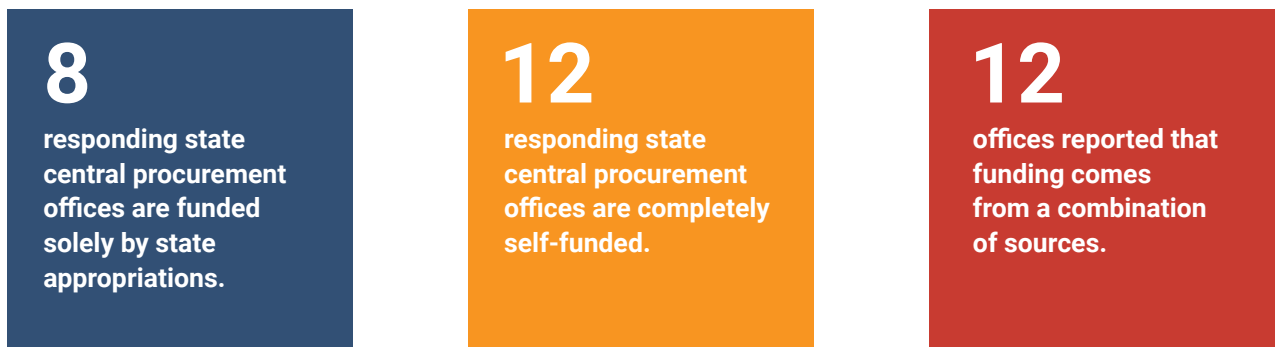 8
responding state
central procurement
offices are funded
solely by state
appropriations.
12
responding state
central procurement
offices are completely
self-funded.
12
offices reported that
funding comes
from a combination
of sources.